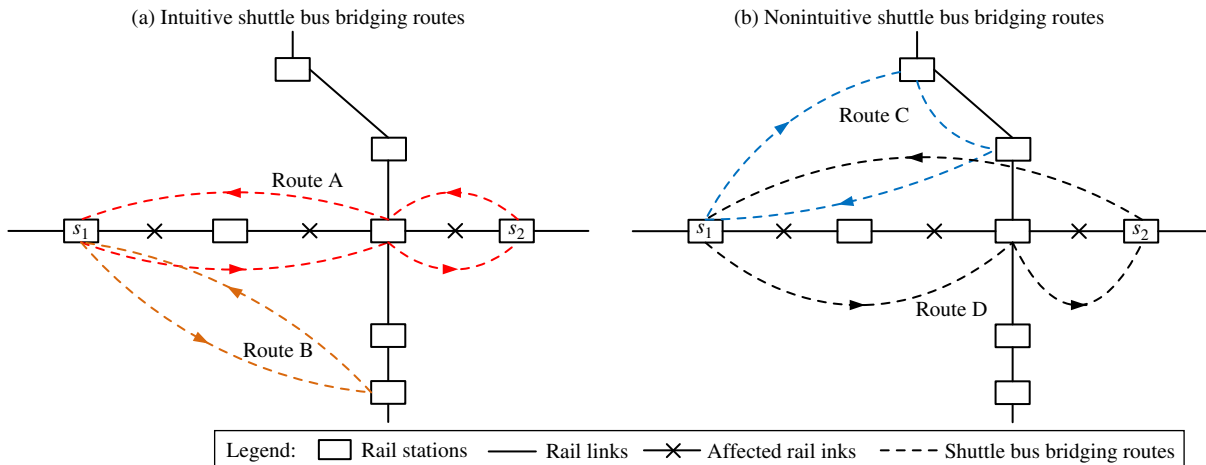 (a) Intuitive shuttle bus bridging routes
(b) Nonintuitive shuttle bus bridging routes
Route C
Route A
s1
s2
s1
s2
Route B
Route D
Legend: Rail stations Rail links Affected rail inks Shuttle bus bridging routes